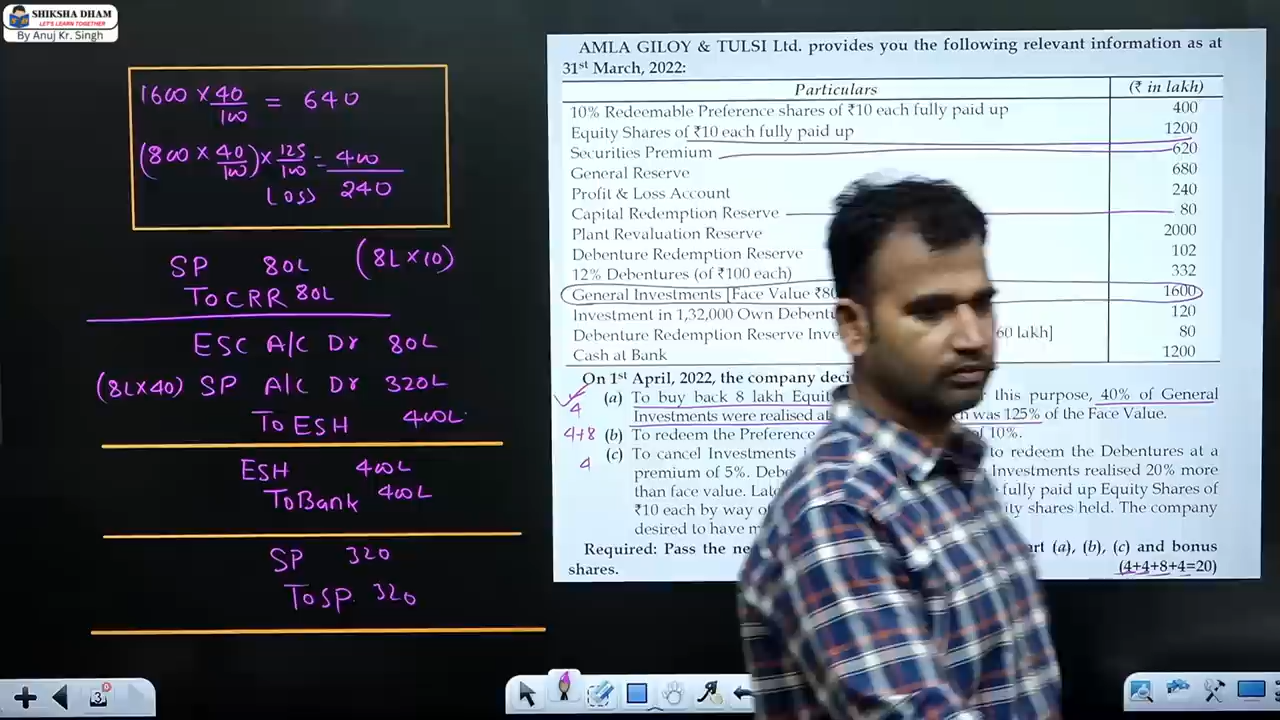 SHIKSHA DHAM
LET'S LEARN TOGETHER
By Anuj Kr. Singh
1600 × 40/100 = 640
(800 × 40/100) × 125/100 = 400
Loss 240
SP 80L (8L×10)
To CRR 80L
ESC A/C Dr 80L
(8L×40) SP A/C Dr 320L
To ESH 400L
ESH 400L
To Bank 400L
SP 320
To SP. 320
AMLA GILOY & TULSI Ltd. provides you the following relevant information as at
31st March, 2022:
Particulars (₹ in lakh)
10% Redeemable Preference shares of ₹10 each fully paid up 400
Equity Shares of ₹10 each fully paid up 1200
Securities Premium 620
General Reserve 680
Profit & Loss Account 240
Capital Redemption Reserve 80
Plant Revaluation Reserve 2000
Debenture Redemption Reserve 102
12% Debentures (of ₹100 each) 332
General Investments [Face Value ₹80 1600
Investment in 1,32,000 Own 120
Debenture Redemption Reserve 60 lakh] 80
Cash at Bank 1200
On 1st April, 2022, the company
4 (a) To buy back 8 lakh this purpose, 40% of General
Investments were realised at was 125% of the Face Value.
4+8 (b) To redeem the Preference of 10%.
4 (c) To cancel Investments to redeem the Debentures at a
premium of 5%. Investments realised 20% more
than face value. fully paid up Equity Shares of
₹10 each by way shares held. The company
desired to have
Required: Pass the (a), (b), (c) and bonus
shares. (4+4+8+4=20)
3
0